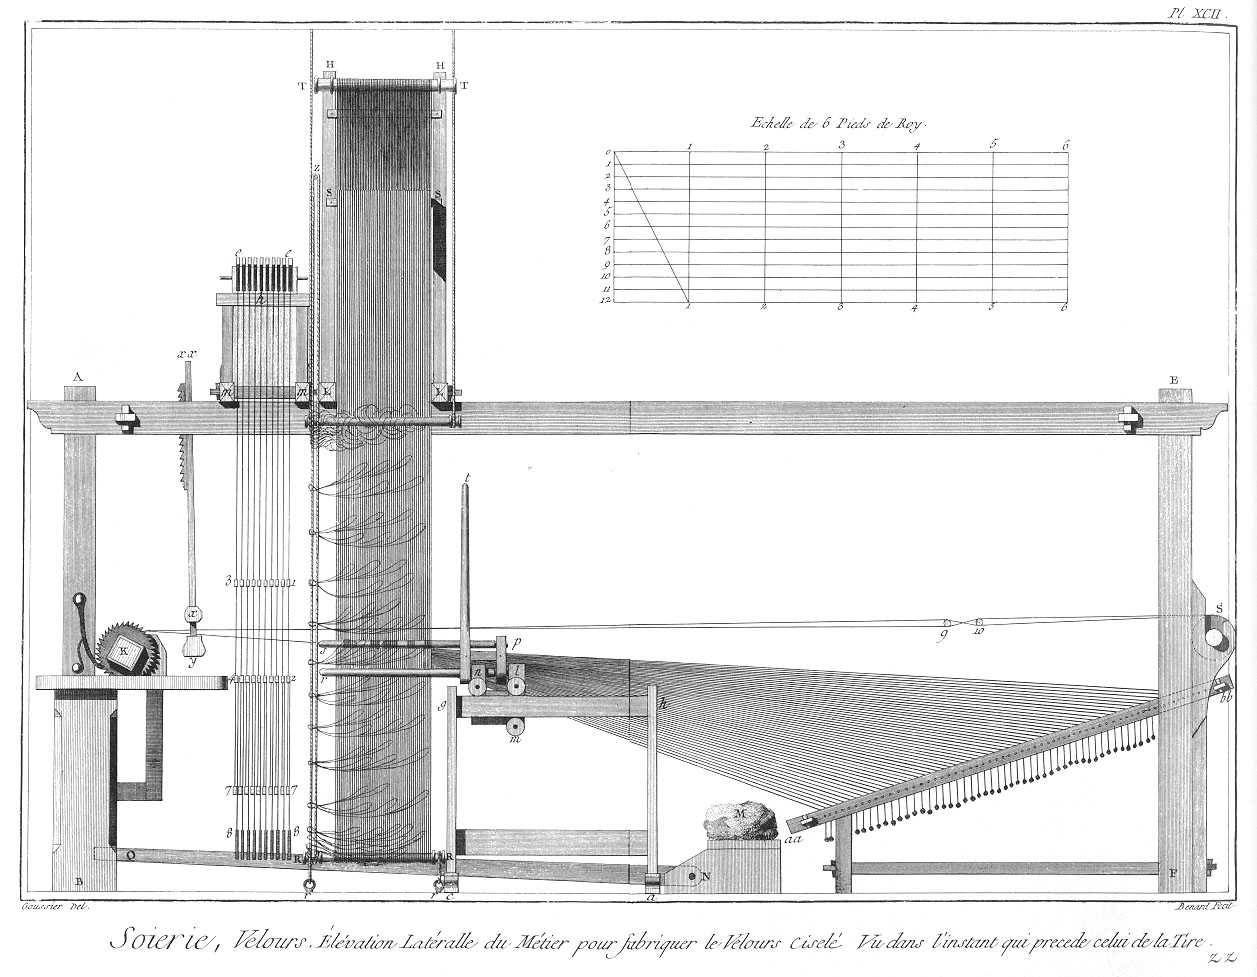 Pl XCII.
H H
T T
Echelle de 6 Pieds de Roy.
1 2 3 4 5 6
0
1
2
3
4
5
6
7
8
9
10
11
12
1 2 3 4 5 6
z
S S
e e
h
x x
A m m L L E
t
3 1
x
K
y
9 10
S
p
s
4 2
r n l
g h
bb
m
7 7
8 8
M
aa
Q R R
B N F
r r c a
Goussier Del. Benard Fecit.
Soierie, Velours. Élévation Latéralle du Métier pour fabriquer le Velours Ciselé Vu dans l'instant qui precede celui de la Tire.
ZZ